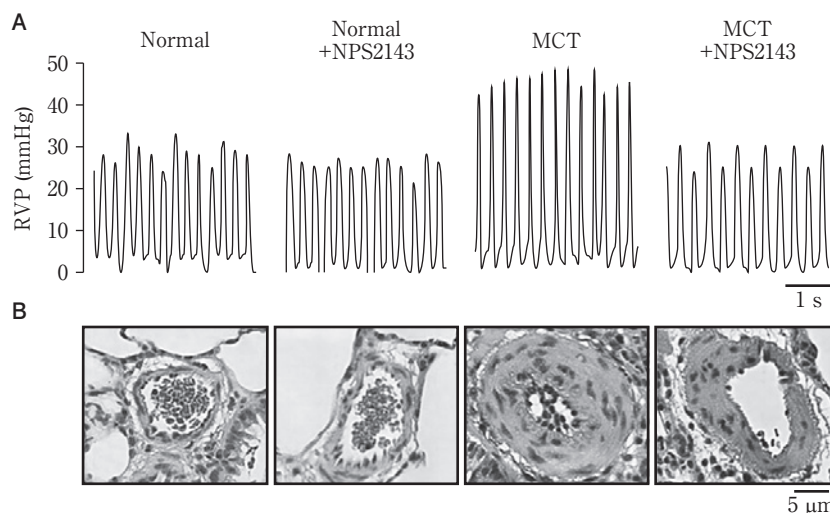 A
Normal
Normal
+NPS2143
MCT
MCT
+NPS2143
RVP (mmHg)
50
40
30
20
10
0
1 s
B
5 μm